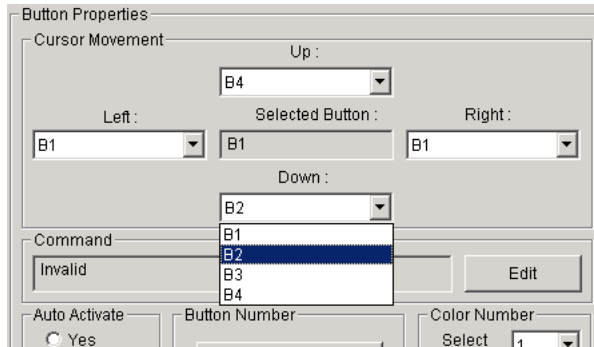 Button Properties
Cursor Movement
Up :
B4
Left : Selected Button : Right :
B1 B1 B1
Down :
B2
B1
B2
B3
B4
Command
Invalid Edit
Auto Activate Button Number Color Number
Yes Select 1